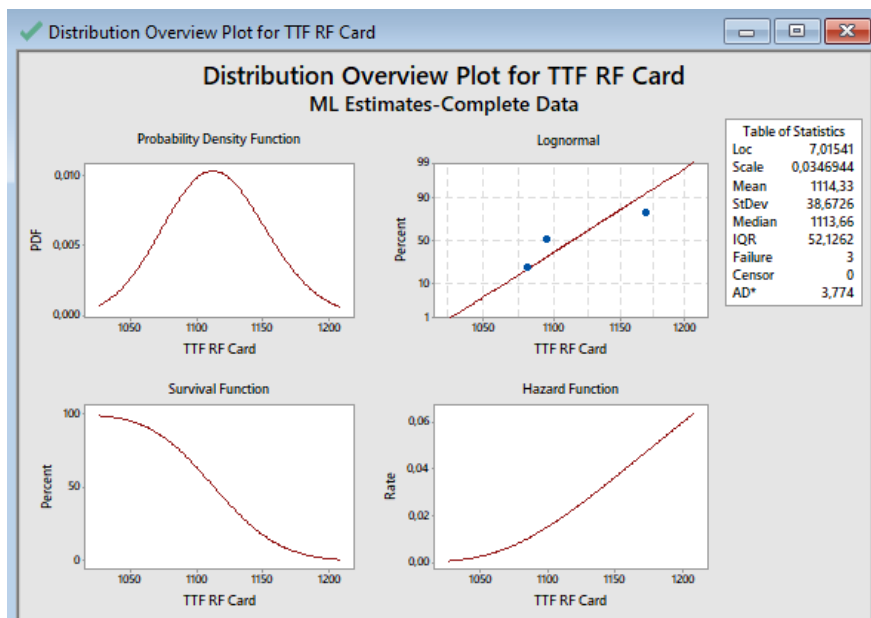 Distribution Overview Plot for TTF RF Card
Distribution Overview Plot for TTF RF Card
ML Estimates-Complete Data
Probability Density Function
0,010
0,005
0,000
PDF
1050 1100 1150 1200
TTF RF Card
Lognormal
99
90
50
10
1
Percent
1050 1100 1150 1200
TTF RF Card
Table of Statistics
Loc 7,01541
Scale 0,0346944
Mean 1114,33
StDev 38,6726
Median 1113,66
IQR 52,1262
Failure 3
Censor 0
AD* 3,774
Survival Function
100
50
0
Percent
1050 1100 1150 1200
TTF RF Card
Hazard Function
0,06
0,04
0,02
0,00
Rate
1050 1100 1150 1200
TTF RF Card